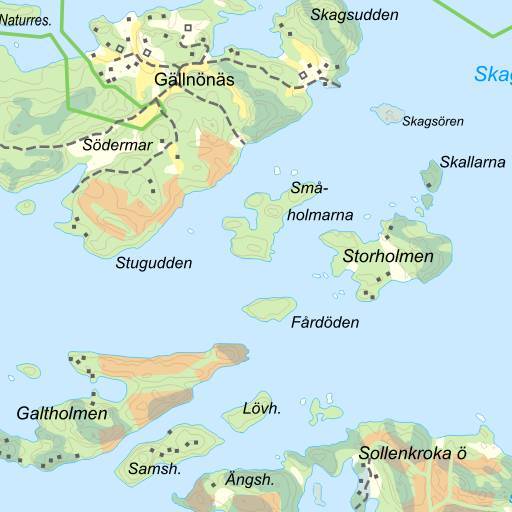 Naturres.
Skagsudden
Gällnönäs
Skag
Skagsören
Södermar
Skallarna
Små-
holmarna
Storholmen
Stugudden
Fårdöden
Galtholmen
Lövh.
Sollenkroka ö
Samsh.
Ängsh.